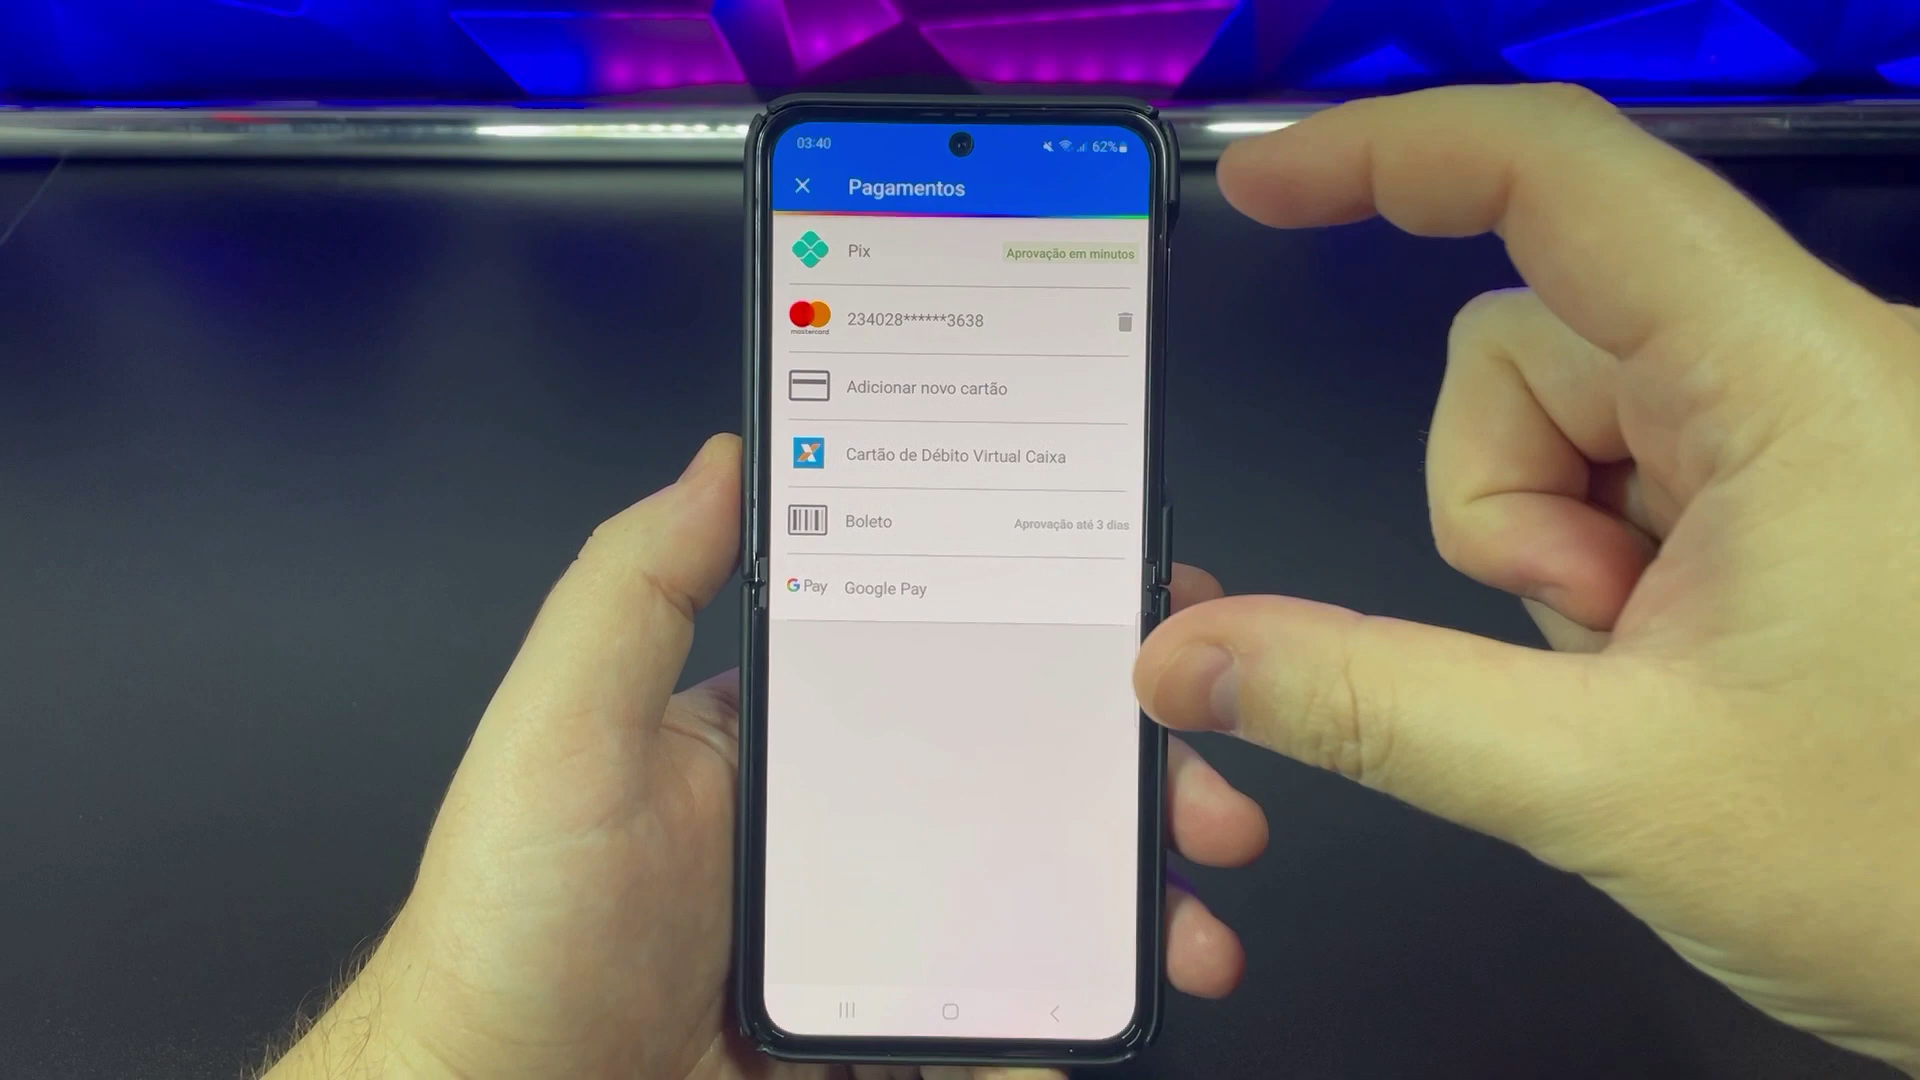 03:40
62%
Pagamentos
Pix
Aprovação em minutos
mastercard
234028******3638
Adicionar novo cartão
Cartão de Débito Virtual Caixa
Boleto
Aprovação até 3 dias
G Pay
Google Pay